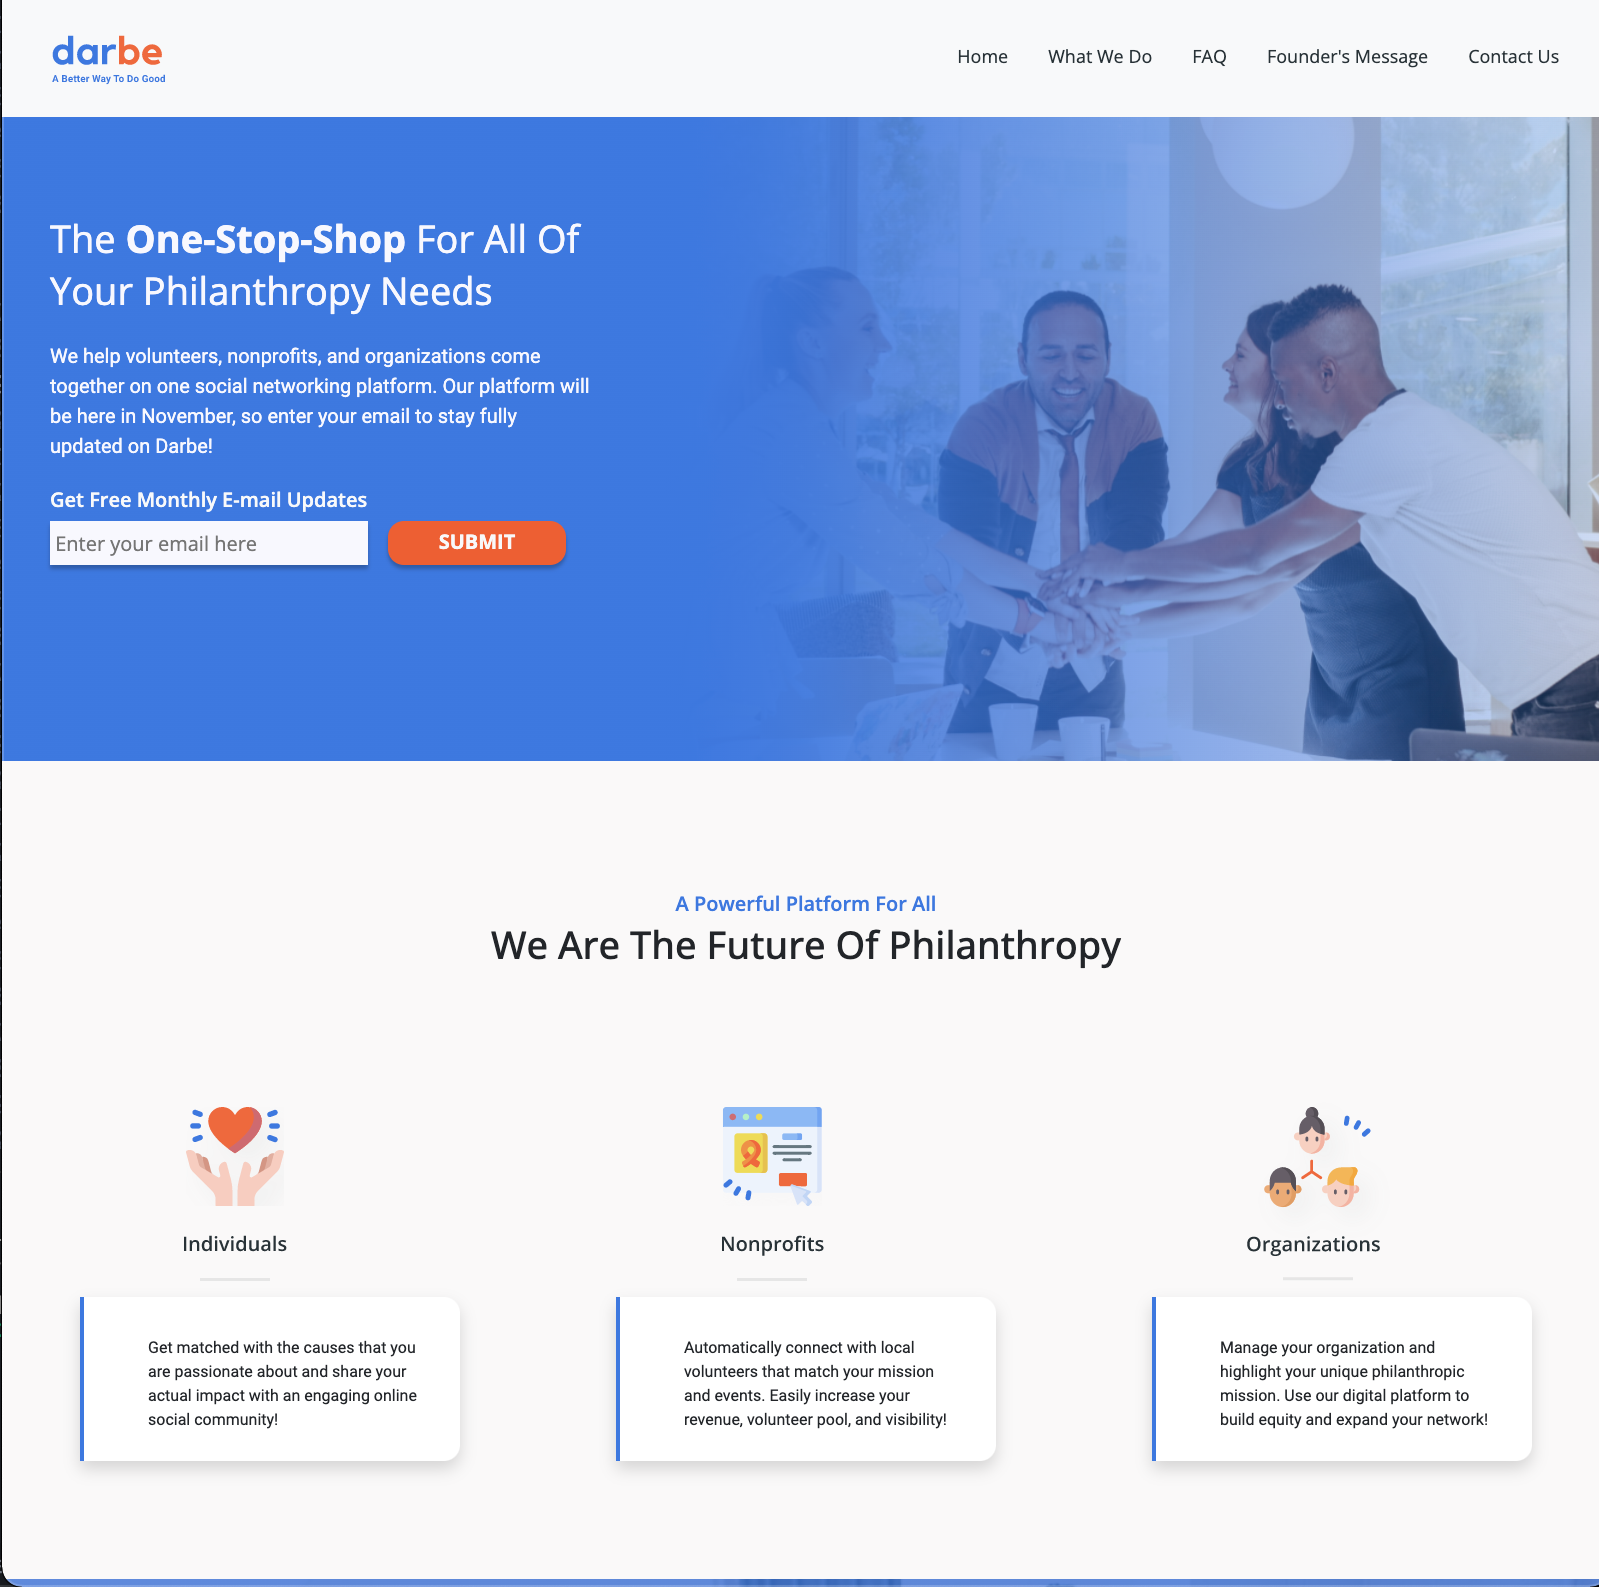 darbe
A Better Way To Do Good
Home What We Do FAQ Founder's Message Contact Us
The One-Stop-Shop For All Of
Your Philanthropy Needs
We help volunteers, nonprofits, and organizations come
together on one social networking platform. Our platform will
be here in November, so enter your email to stay fully
updated on Darbe!
Get Free Monthly E-mail Updates
Enter your email here
SUBMIT
A Powerful Platform For All
We Are The Future Of Philanthropy
Individuals
Get matched with the causes that you
are passionate about and share your
actual impact with an engaging online
social community!
Nonprofits
Automatically connect with local
volunteers that match your mission
and events. Easily increase your
revenue, volunteer pool, and visibility!
Organizations
Manage your organization and
highlight your unique philanthropic
mission. Use our digital platform to
build equity and expand your network!